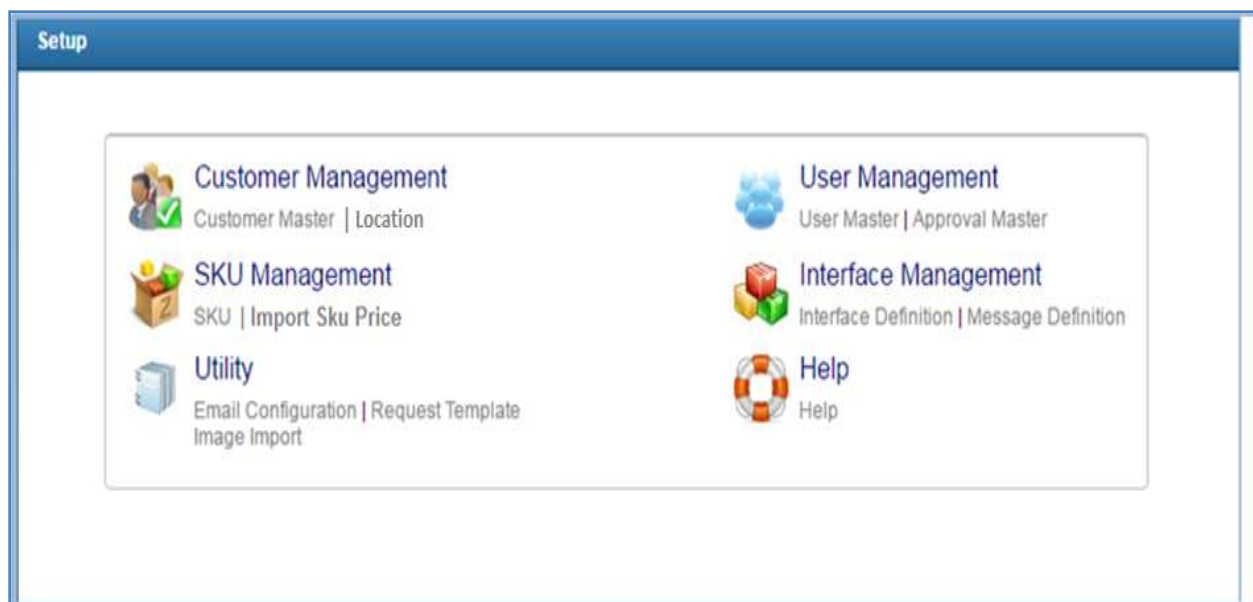 Setup
Customer Management
Customer Master | Location
User Management
User Master | Approval Master
SKU Management
SKU | Import Sku Price
Interface Management
Interface Definition | Message Definition
Utility
Email Configuration | Request Template
Image Import
Help
Help